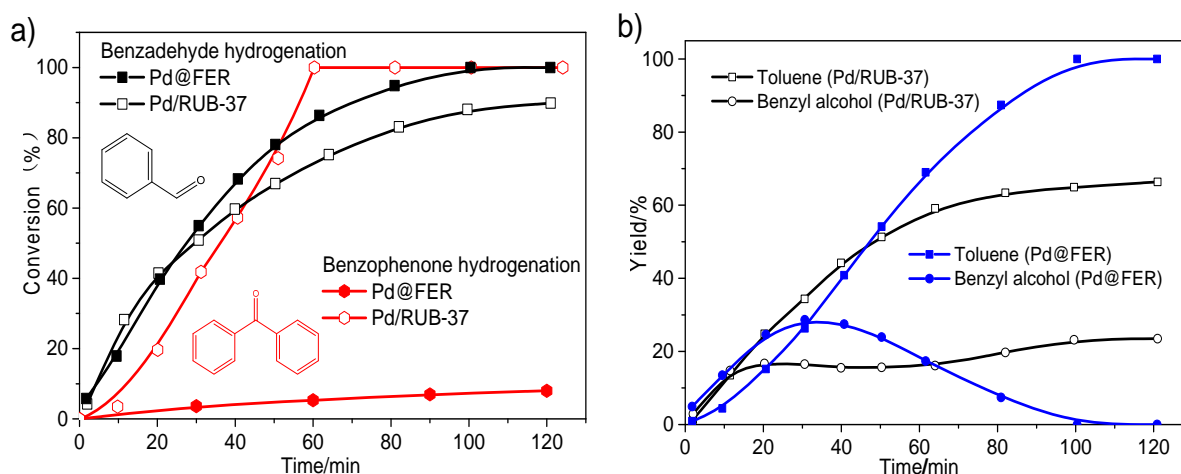 a)
Benzadehyde hydrogenation
Pd@FER
Pd/RUB-37
O
Benzophenone hydrogenation
Pd@FER
Pd/RUB-37
O
Conversion (%)
100
80
60
40
20
0
0 20 40 60 80 100 120
Time/min
b)
Toluene (Pd/RUB-37)
Benzyl alcohol (Pd/RUB-37)
Toluene (Pd@FER)
Benzyl alcohol (Pd@FER)
Yield/%
100
80
60
40
20
0
0 20 40 60 80 100 120
Time/min